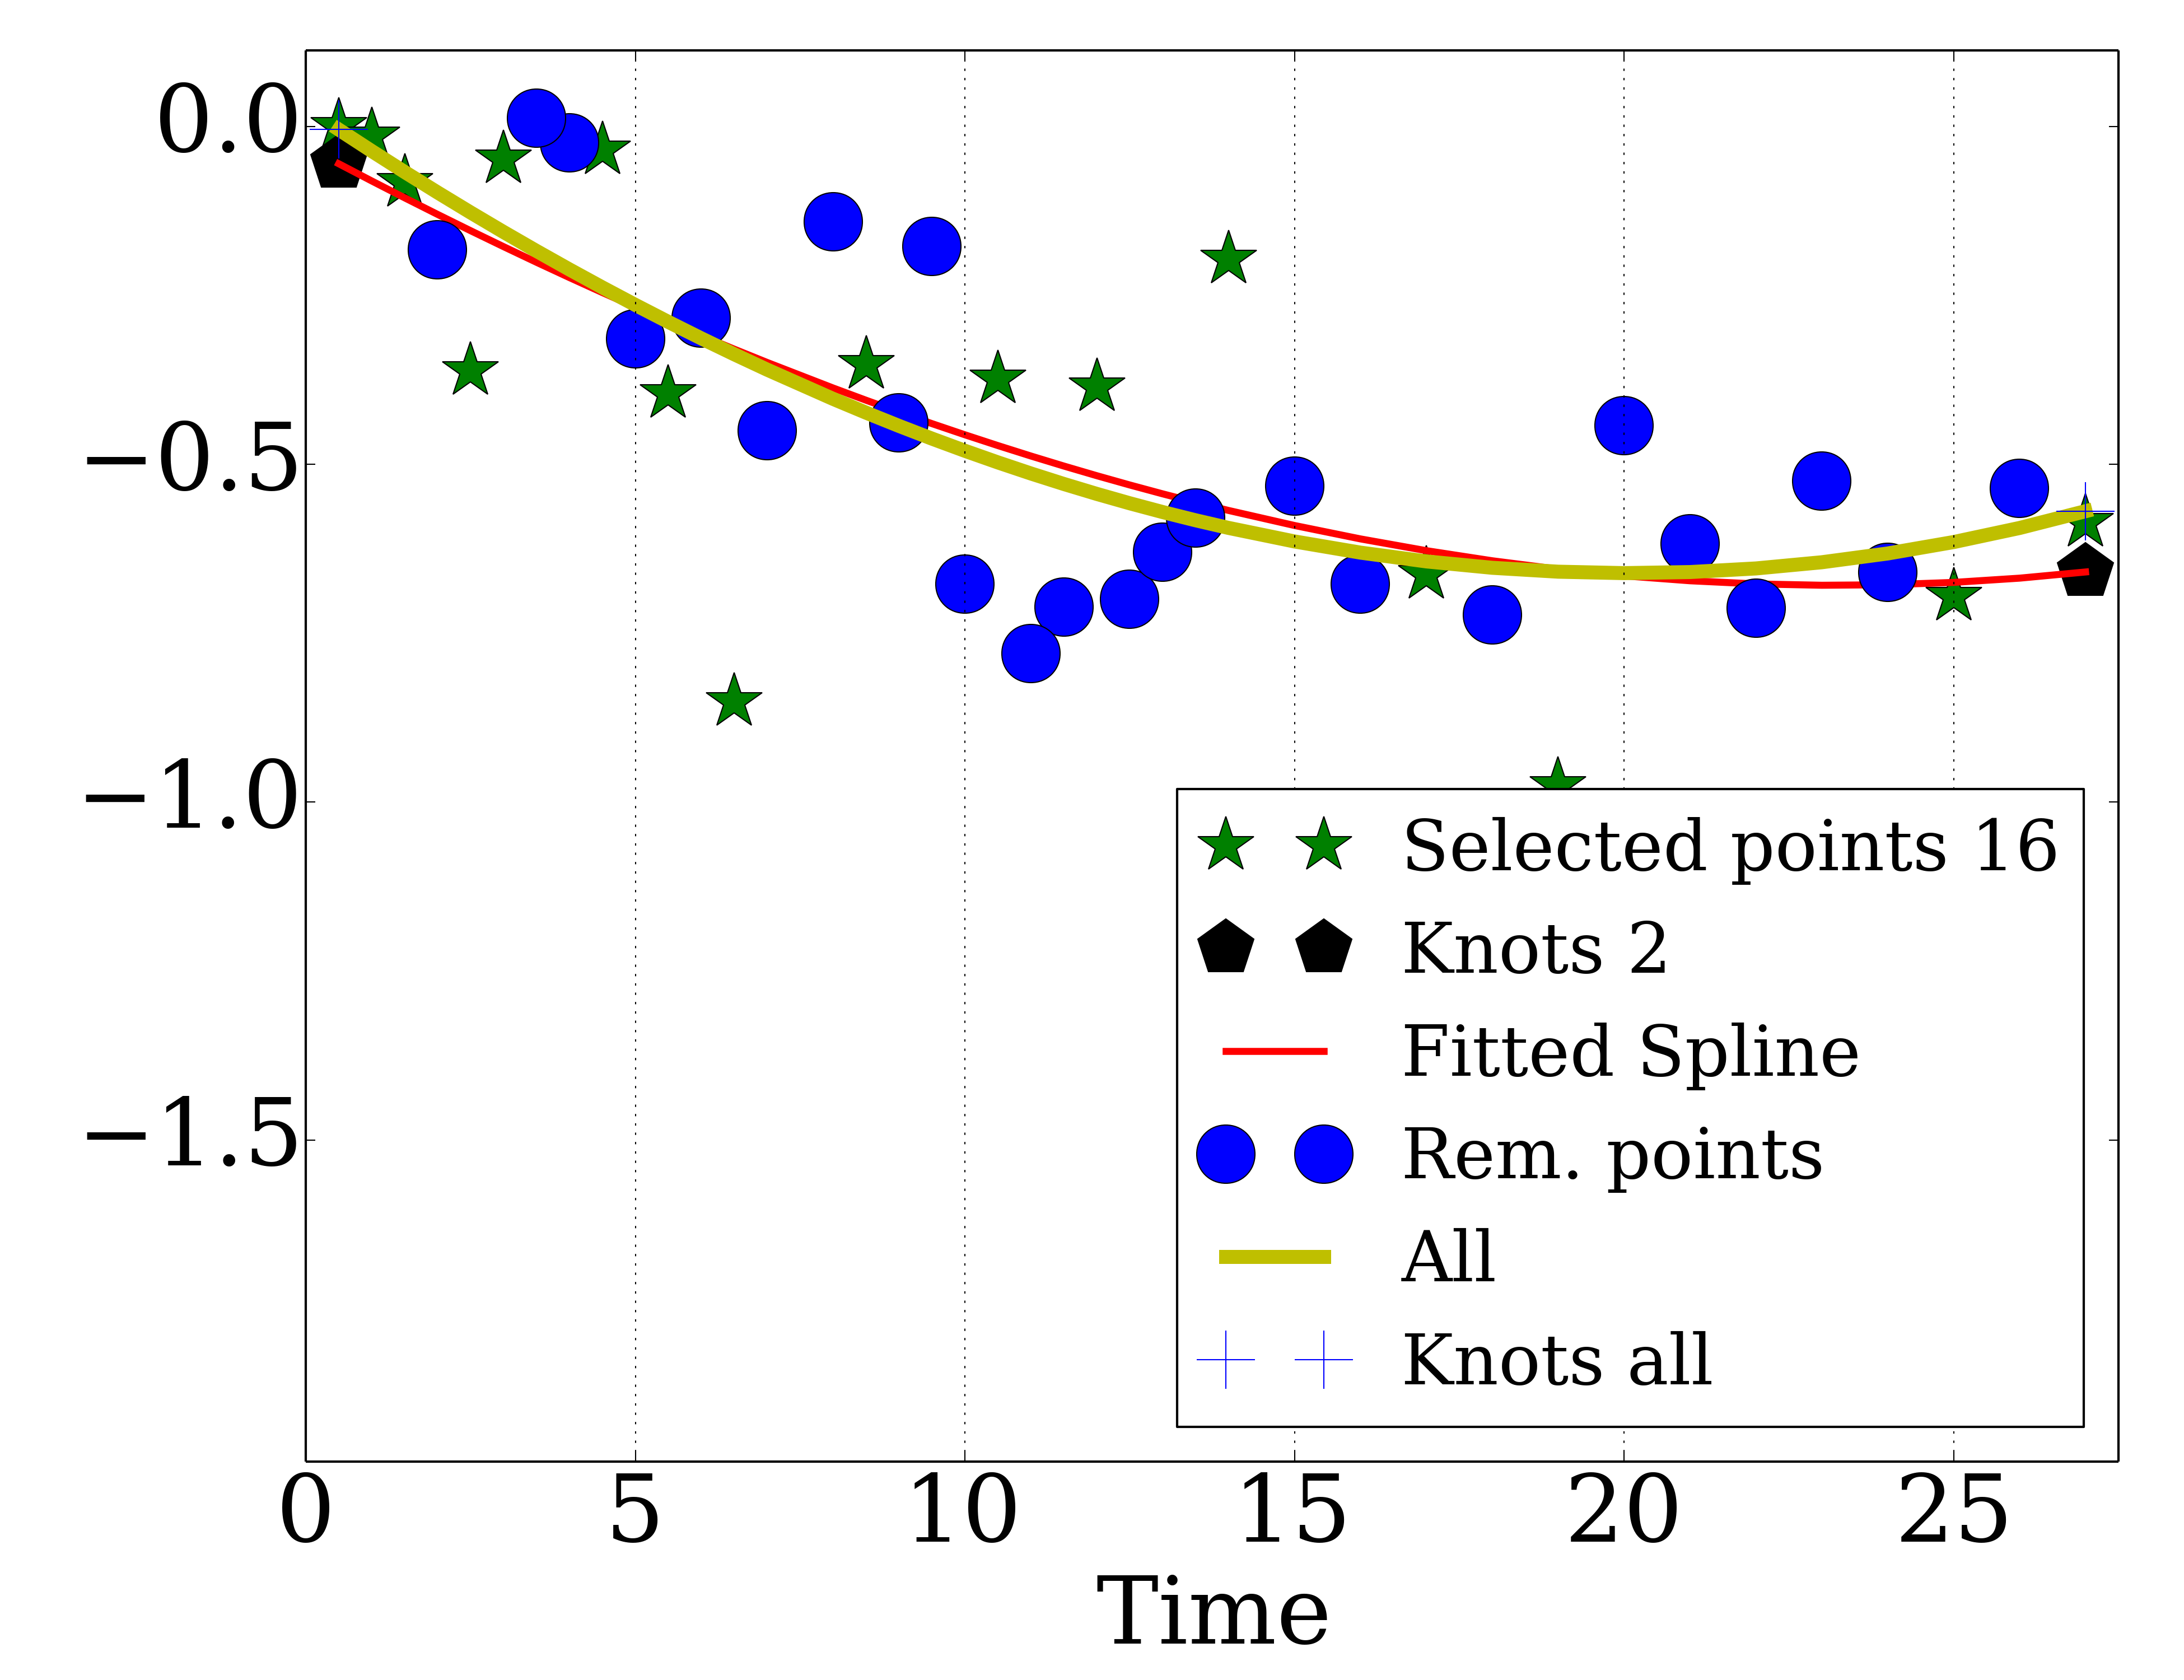 0.0
−0.5
−1.0
−1.5
Selected points 16
Knots 2
Fitted Spline
Rem. points
All
Knots all
0 5 10 15 20 25
Time